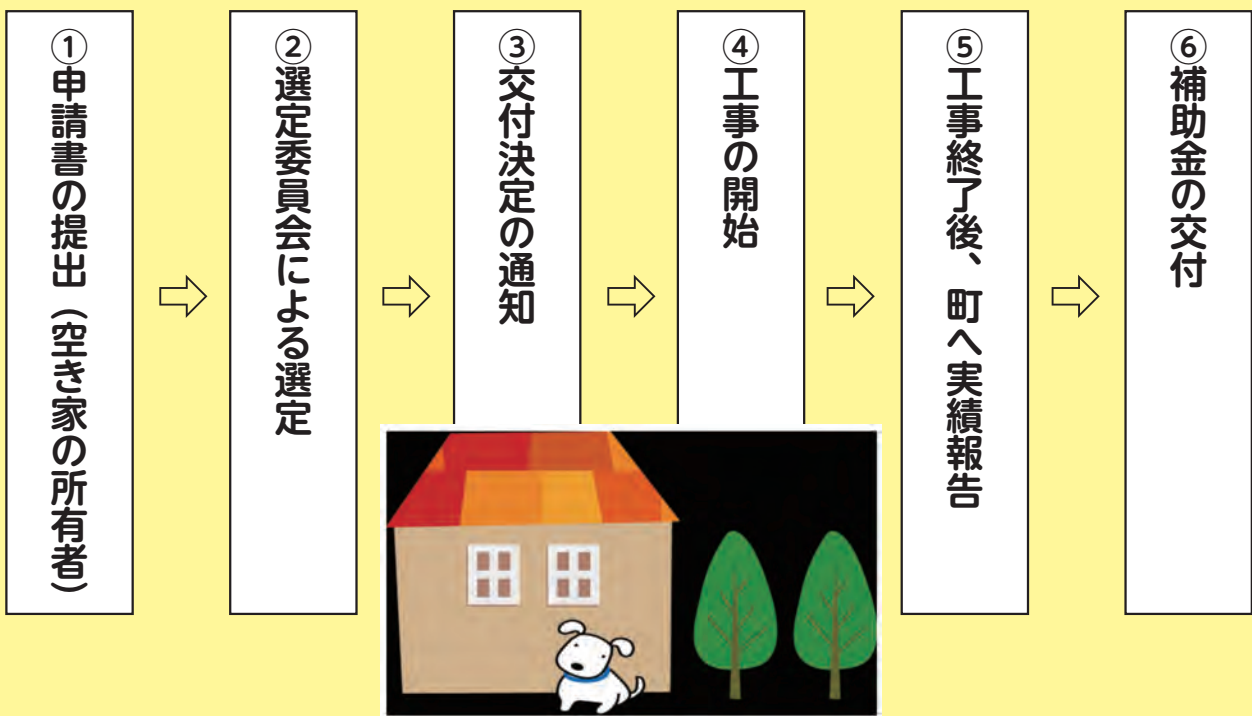 ①申請書の提出（空き家の所有者）
②選定委員会による選定
③交付決定の通知
④工事の開始
⑤工事終了後、町へ実績報告
⑥補助金の交付